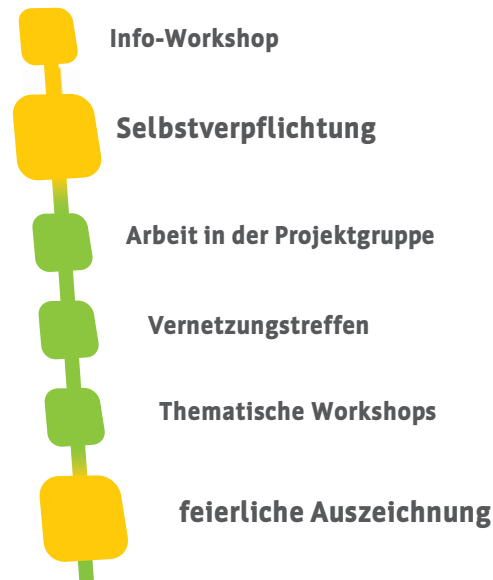 Info-Workshop
Selbstverpflichtung
Arbeit in der Projektgruppe
Vernetzungstreffen
Thematische Workshops
feierliche Auszeichnung